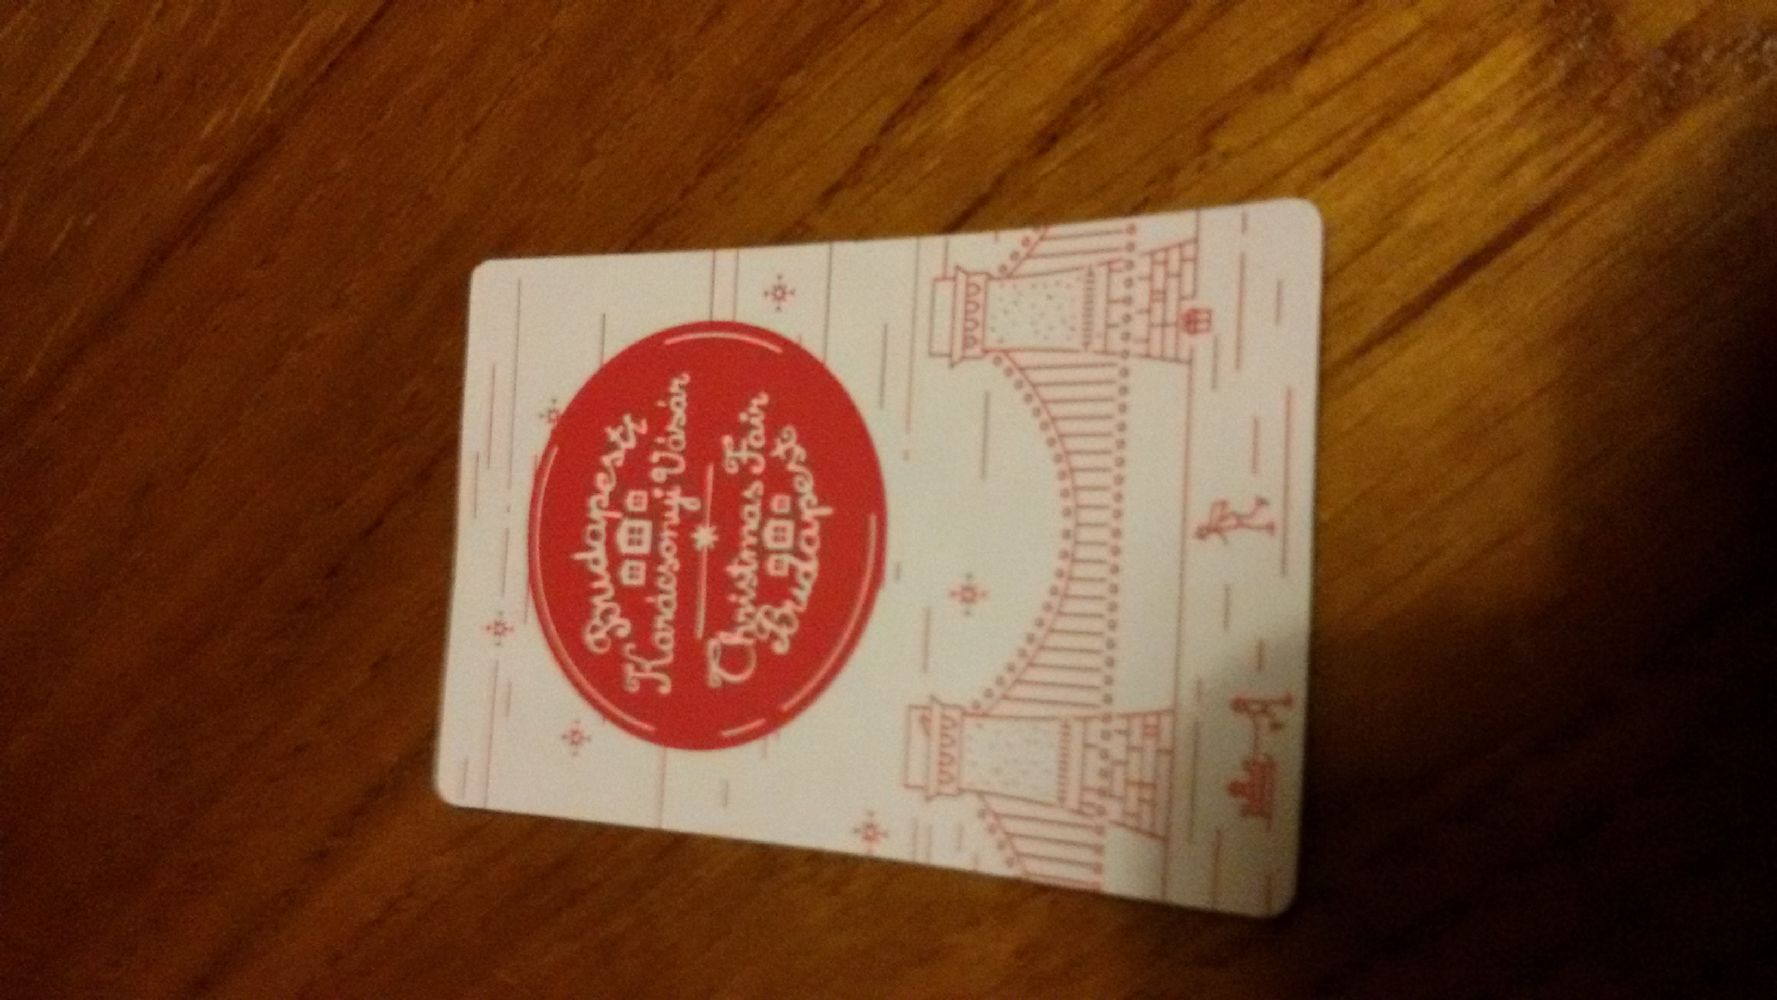 Budapesti
Karácsonyi Vásár
Christmas Fair
Budapest